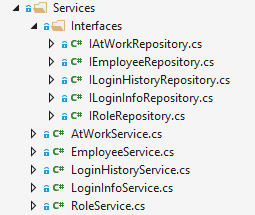 Services
Interfaces
C# IAtWorkRepository.cs
C# IEmployeeRepository.cs
C# ILoginHistoryRepository.cs
C# ILoginInfoRepository.cs
C# IRoleRepository.cs
C# AtWorkService.cs
C# EmployeeService.cs
C# LoginHistoryService.cs
C# LoginInfoService.cs
C# RoleService.cs